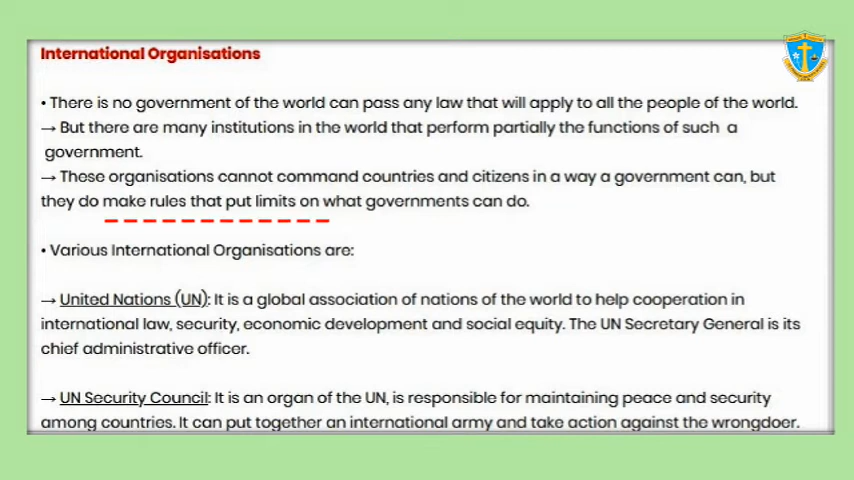 International Organisations
• There is no government of the world can pass any law that will apply to all the people of the world.
→ But there are many institutions in the world that perform partially the functions of such a
government.
→ These organisations cannot command countries and citizens in a way a government can, but
they do make rules that put limits on what governments can do.
• Various International Organisations are:
→ United Nations (UN): It is a global association of nations of the world to help cooperation in
international law, security, economic development and social equity. The UN Secretary General is its
chief administrative officer.
→ UN Security Council: It is an organ of the UN, is responsible for maintaining peace and security
among countries. It can put together an international army and take action against the wrongdoer.